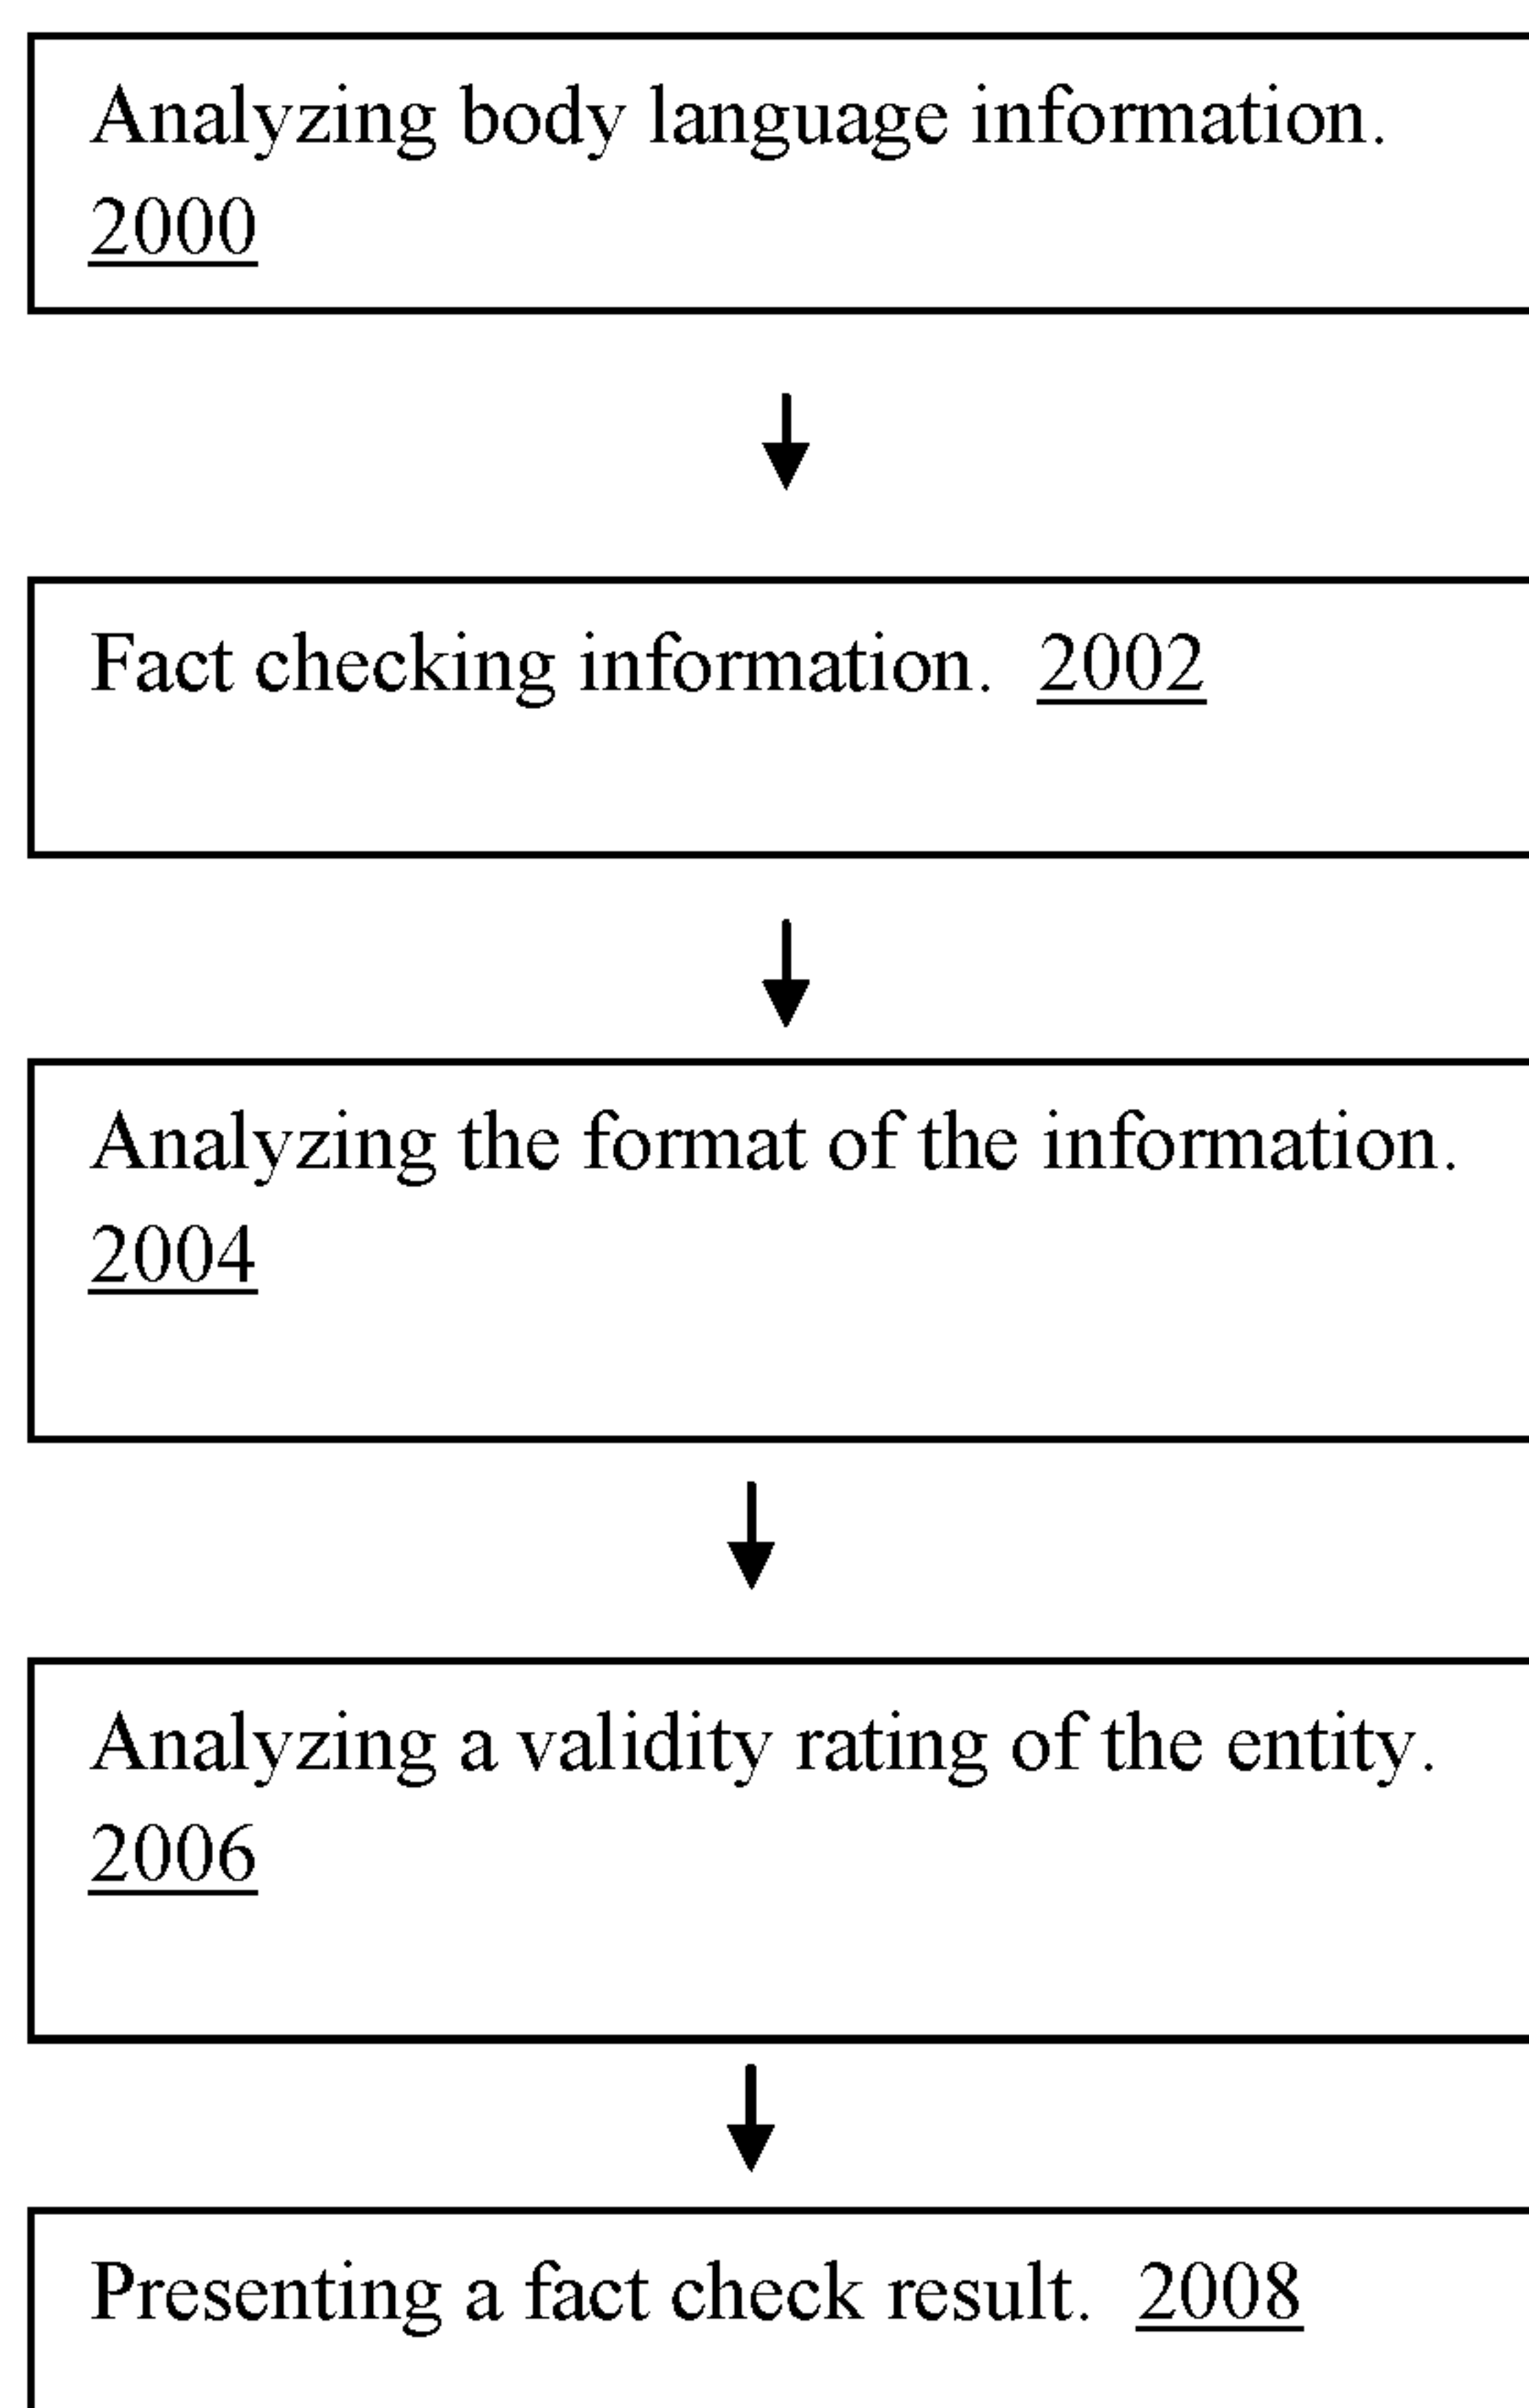 Analyzing body language information.
2000
Fact checking information. 2002
Analyzing the format of the information.
2004
Analyzing a validity rating of the entity.
2006
Presenting a fact check result. 2008